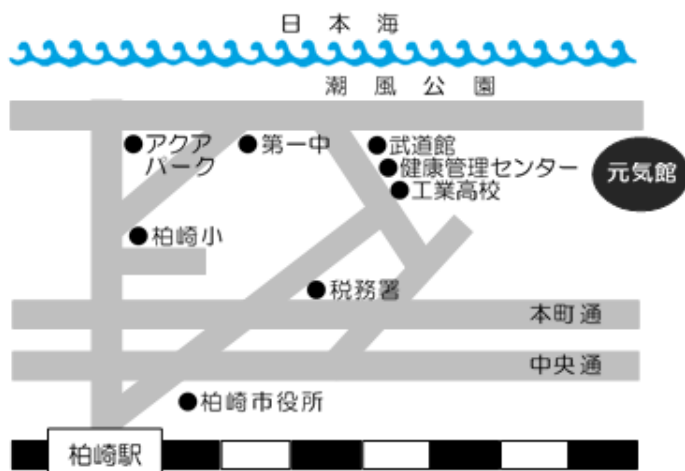 日本海
潮風公園
●アクア
パーク
●第一中
●武道館
●健康管理センター
●工業高校
元気館
●柏崎小
●税務署
本町通
中央通
●柏崎市役所
柏崎駅